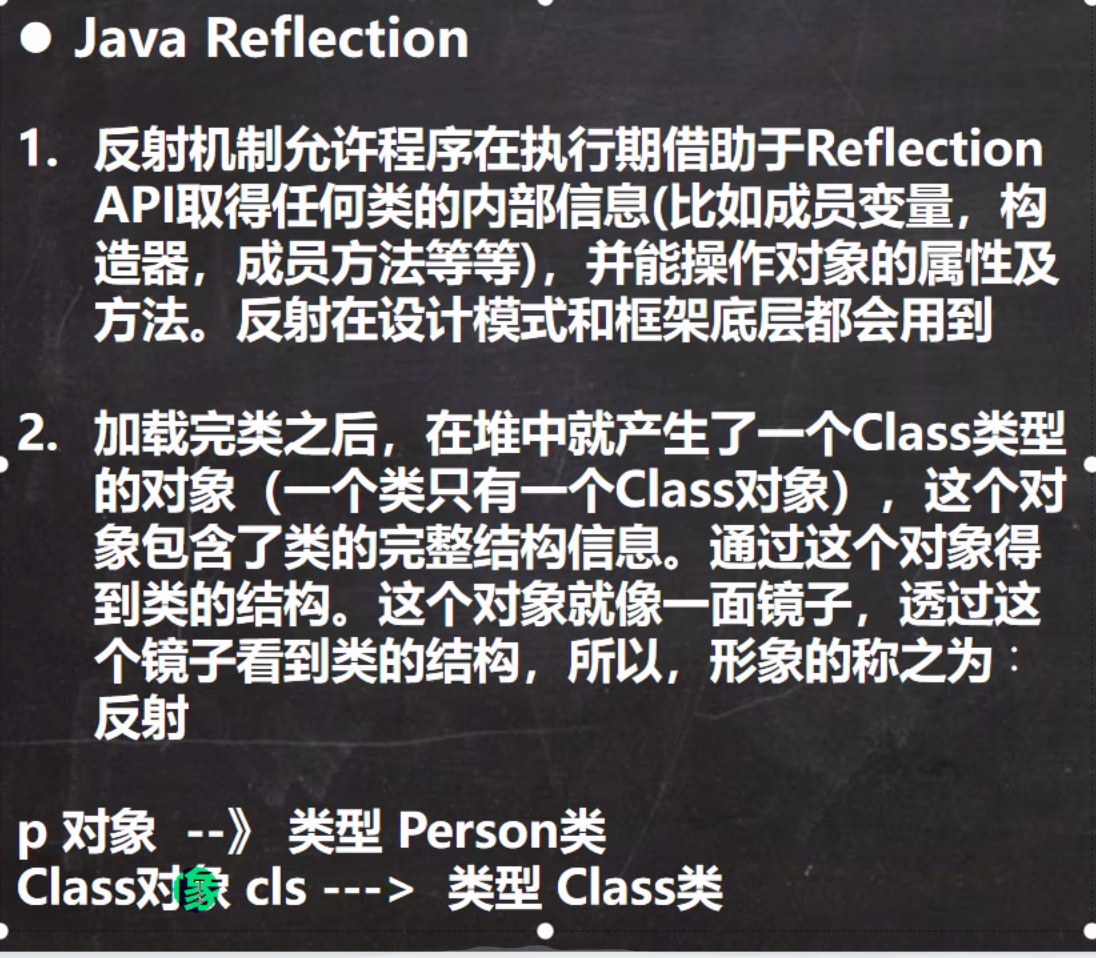 ● Java Reflection
1. 反射机制允许程序在执行期借助于Reflection
API取得任何类的内部信息(比如成员变量，构
造器，成员方法等等)，并能操作对象的属性及
方法。反射在设计模式和框架底层都会用到
2. 加载完类之后，在堆中就产生了一个Class类型
的对象（一个类只有一个Class对象），这个对
象包含了类的完整结构信息。通过这个对象得
到类的结构。这个对象就像一面镜子，透过这
个镜子看到类的结构，所以，形象的称之为：
反射
p 对象 --》 类型 Person类
Class对象 cls ---> 类型 Class类